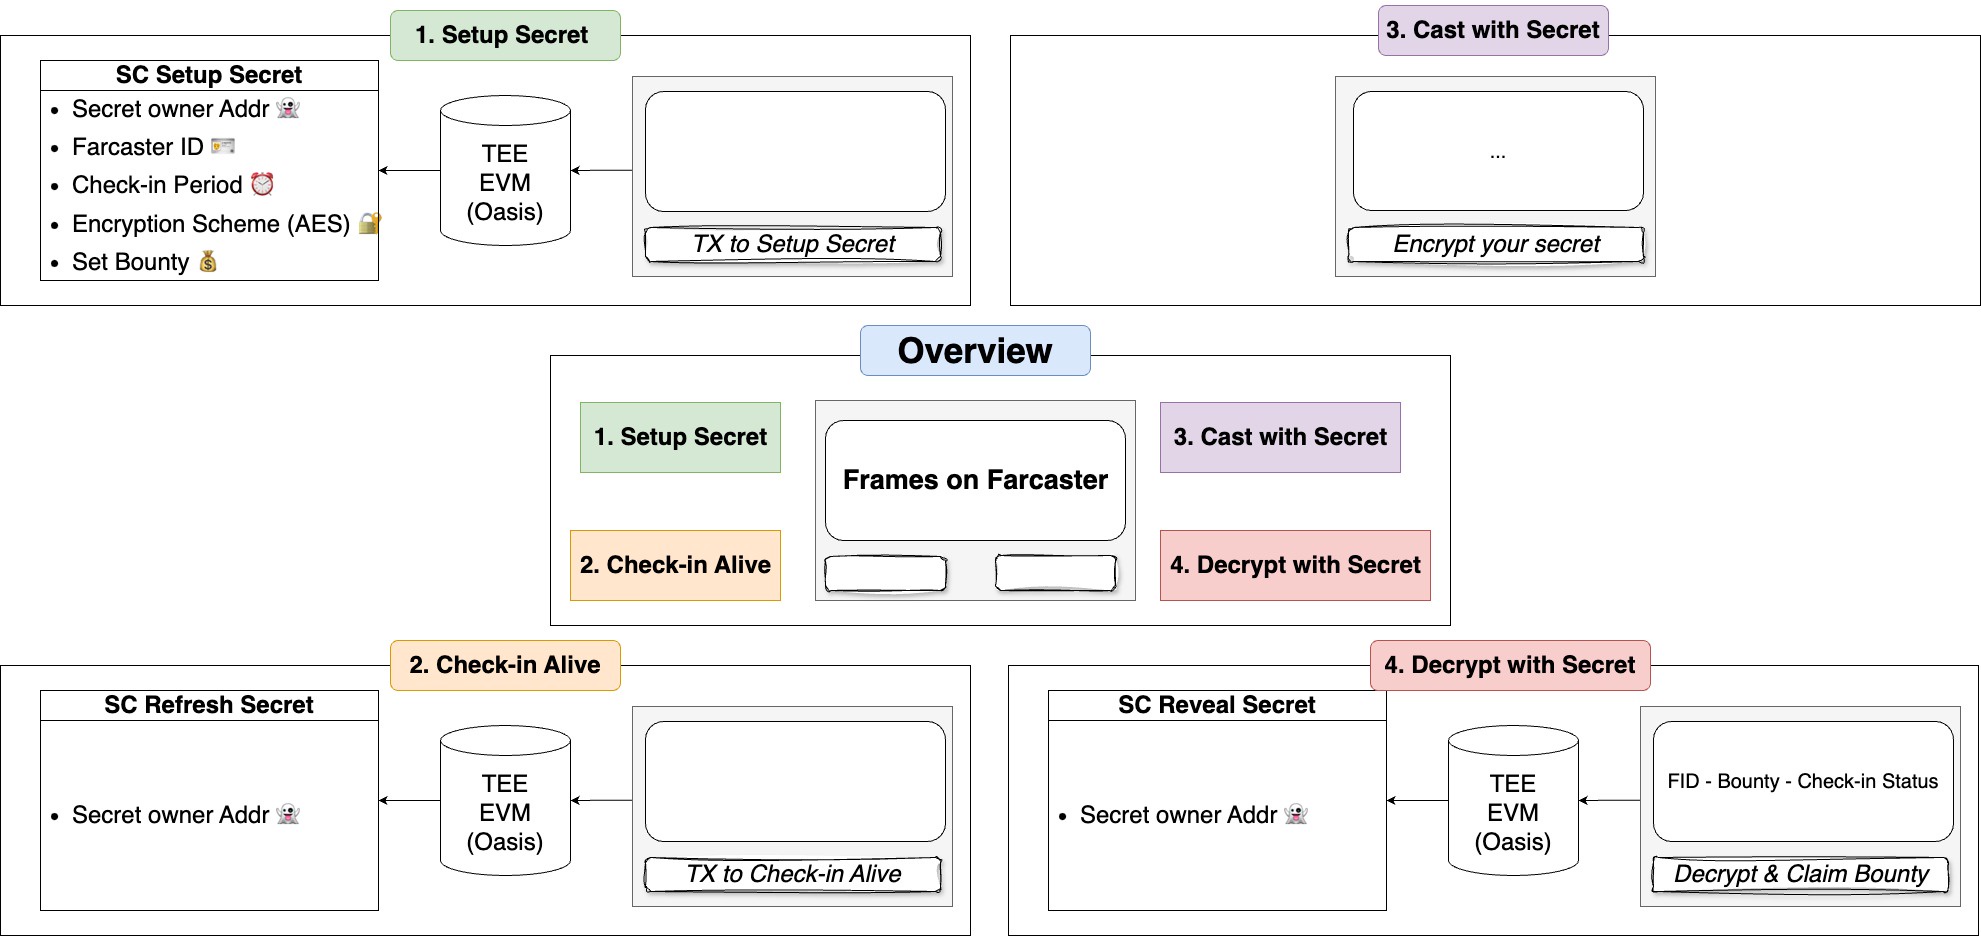 1. Setup Secret
SC Setup Secret
• Secret owner Addr 👻
• Farcaster ID 🪪
• Check-in Period ⏰
• Encryption Scheme (AES) 🔐
• Set Bounty 💰
TEE
EVM
(Oasis)
TX to Setup Secret
3. Cast with Secret
...
Encrypt your secret
Overview
1. Setup Secret
2. Check-in Alive
Frames on Farcaster
3. Cast with Secret
4. Decrypt with Secret
2. Check-in Alive
SC Refresh Secret
• Secret owner Addr 👻
TEE
EVM
(Oasis)
TX to Check-in Alive
4. Decrypt with Secret
SC Reveal Secret
• Secret owner Addr 👻
TEE
EVM
(Oasis)
FID - Bounty - Check-in Status
Decrypt & Claim Bounty